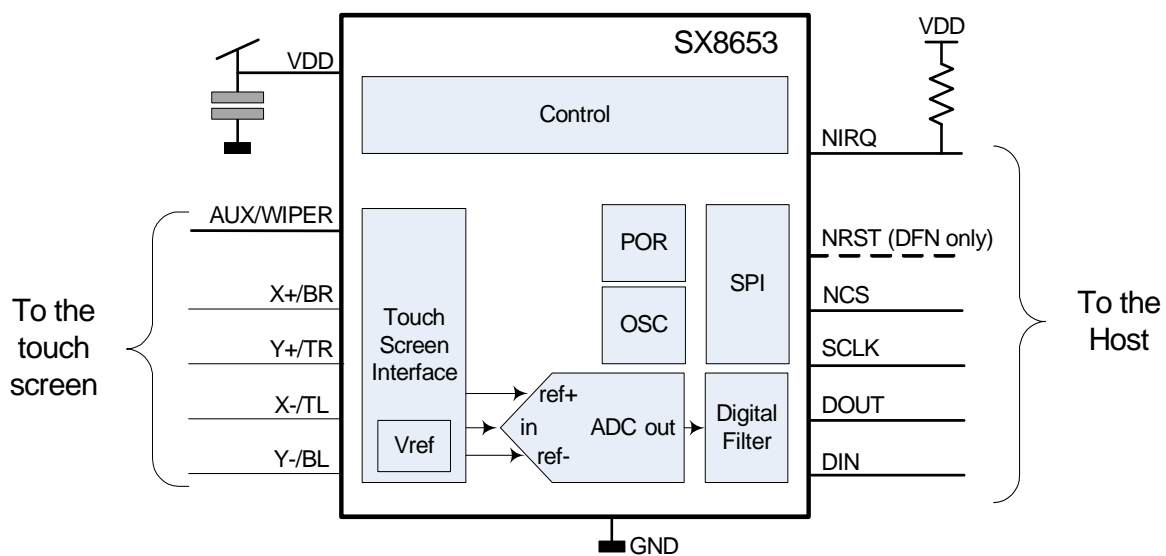 SX8653
VDD
VDD
Control
NIRQ
AUX/WIPER
NRST (DFN only)
POR
SPI
X+/BR
NCS
To the
touch
screen
Touch
Screen
Interface
OSC
To the
Host
Y+/TR
SCLK
ref+
X-/TL
in
ADC out
Digital
Filter
DOUT
Vref
ref-
Y-/BL
DIN
GND